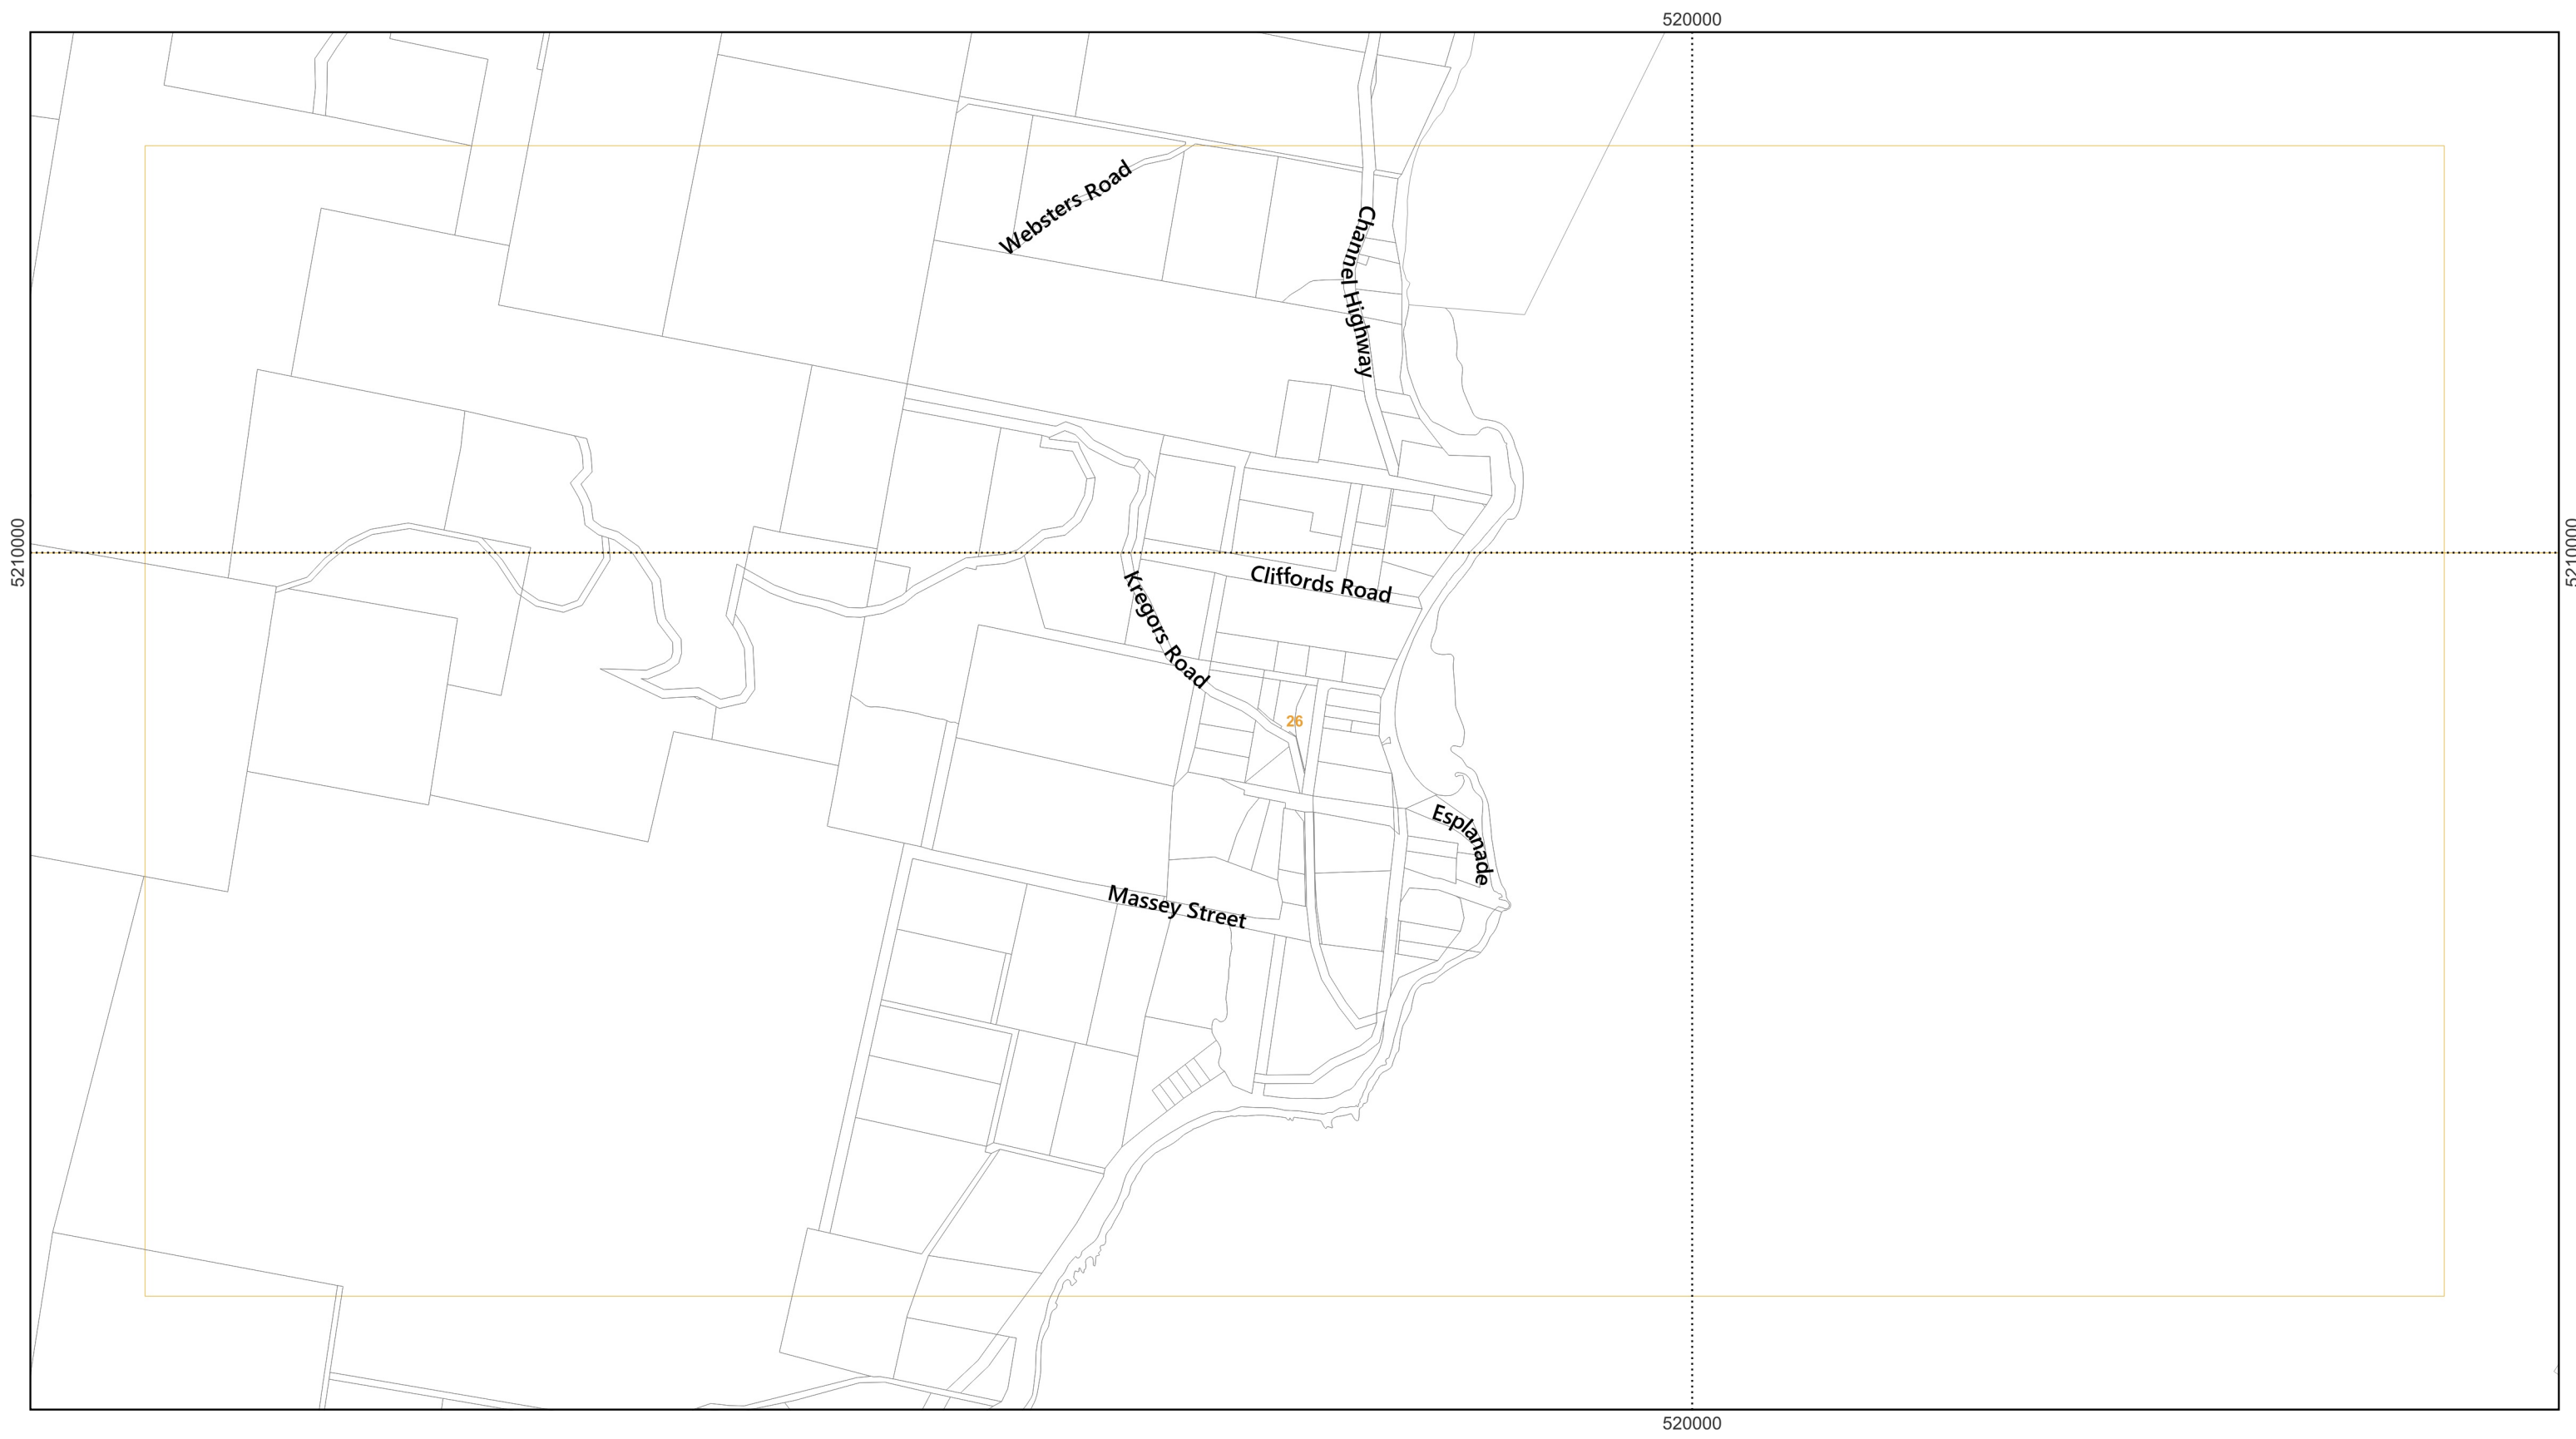 520000
Websters Road
Channel Highway
5210000
5210000
Cliffords Road
Kregors Road
26
Esplanade
Massey Street
520000